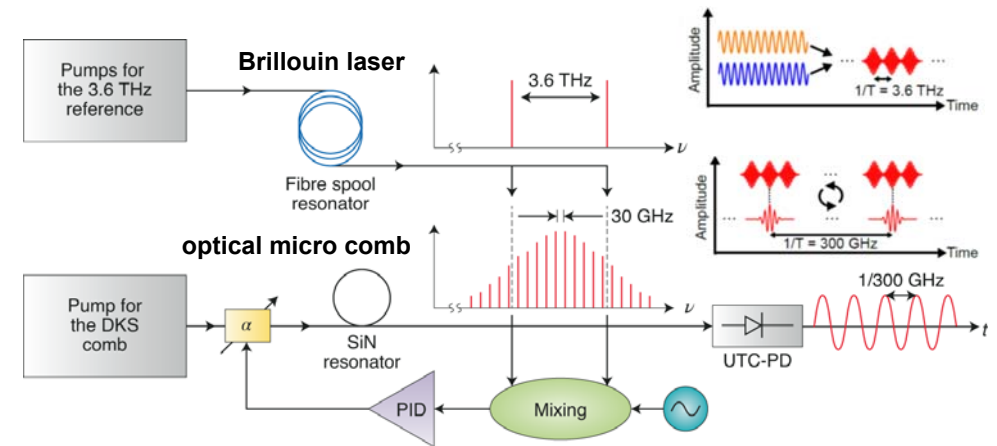 Pumps for
the 3.6 THz
reference
Brillouin laser
Fibre spool
resonator
3.6 THz
ν
Amplitude
...
...
1/T = 3.6 THz
Time
Amplitude
...
...
...
...
1/T = 300 GHz
Time
optical micro comb
30 GHz
ν
Pump for
the DKS
comb
α
SiN
resonator
UTC-PD
1/300 GHz
t
PID
Mixing